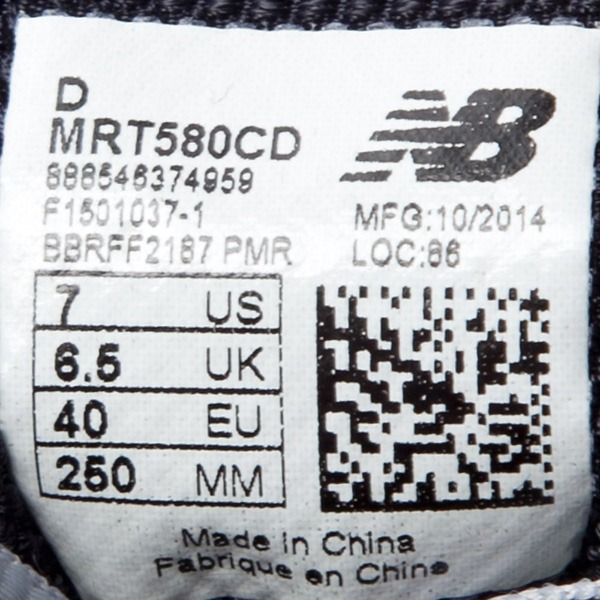 D
MRT580CD
NB
888546374959
F1501037-1
MFG:10/2014
BBRFF2187 PMR
LOC:86
7 US
6.5 UK
40 EU
250 MM
Made in China
Fabrique en Chine